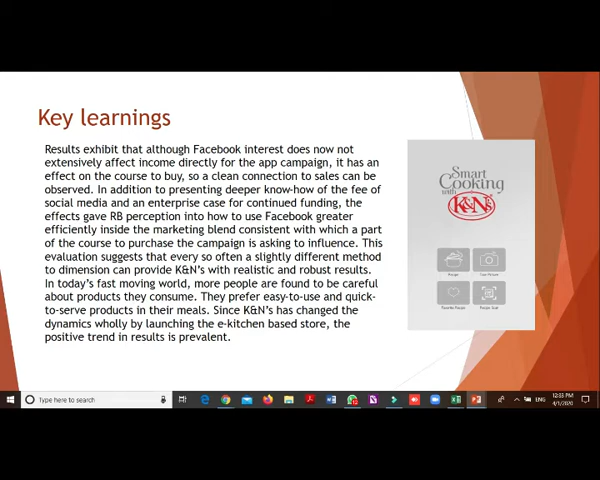 Key learnings
Results exhibit that although Facebook interest does now not
extensively affect income directly for the app campaign, it has an
effect on the course to buy, so a clean connection to sales can be
observed. In addition to presenting deeper know-how of the fee of
social media and an enterprise case for continued funding, the
effects gave RB perception into how to use Facebook greater
efficiently inside the marketing blend consistent with which a part
of the course to purchase the campaign is asking to influence. This
evaluation suggests that every so often a slightly different method
to dimension can provide K&N's with realistic and robust results.
In today's fast moving world, more people are found to be careful
about products they consume. They prefer easy-to-use and quick-
to-serve products in their meals. Since K&N's has changed the
dynamics wholly by launching the e-kitchen based store, the
positive trend in results is prevalent.
Smart
Cooking
with
K&N's
Type here to search
ENG
12:55 PM
4/1/2020